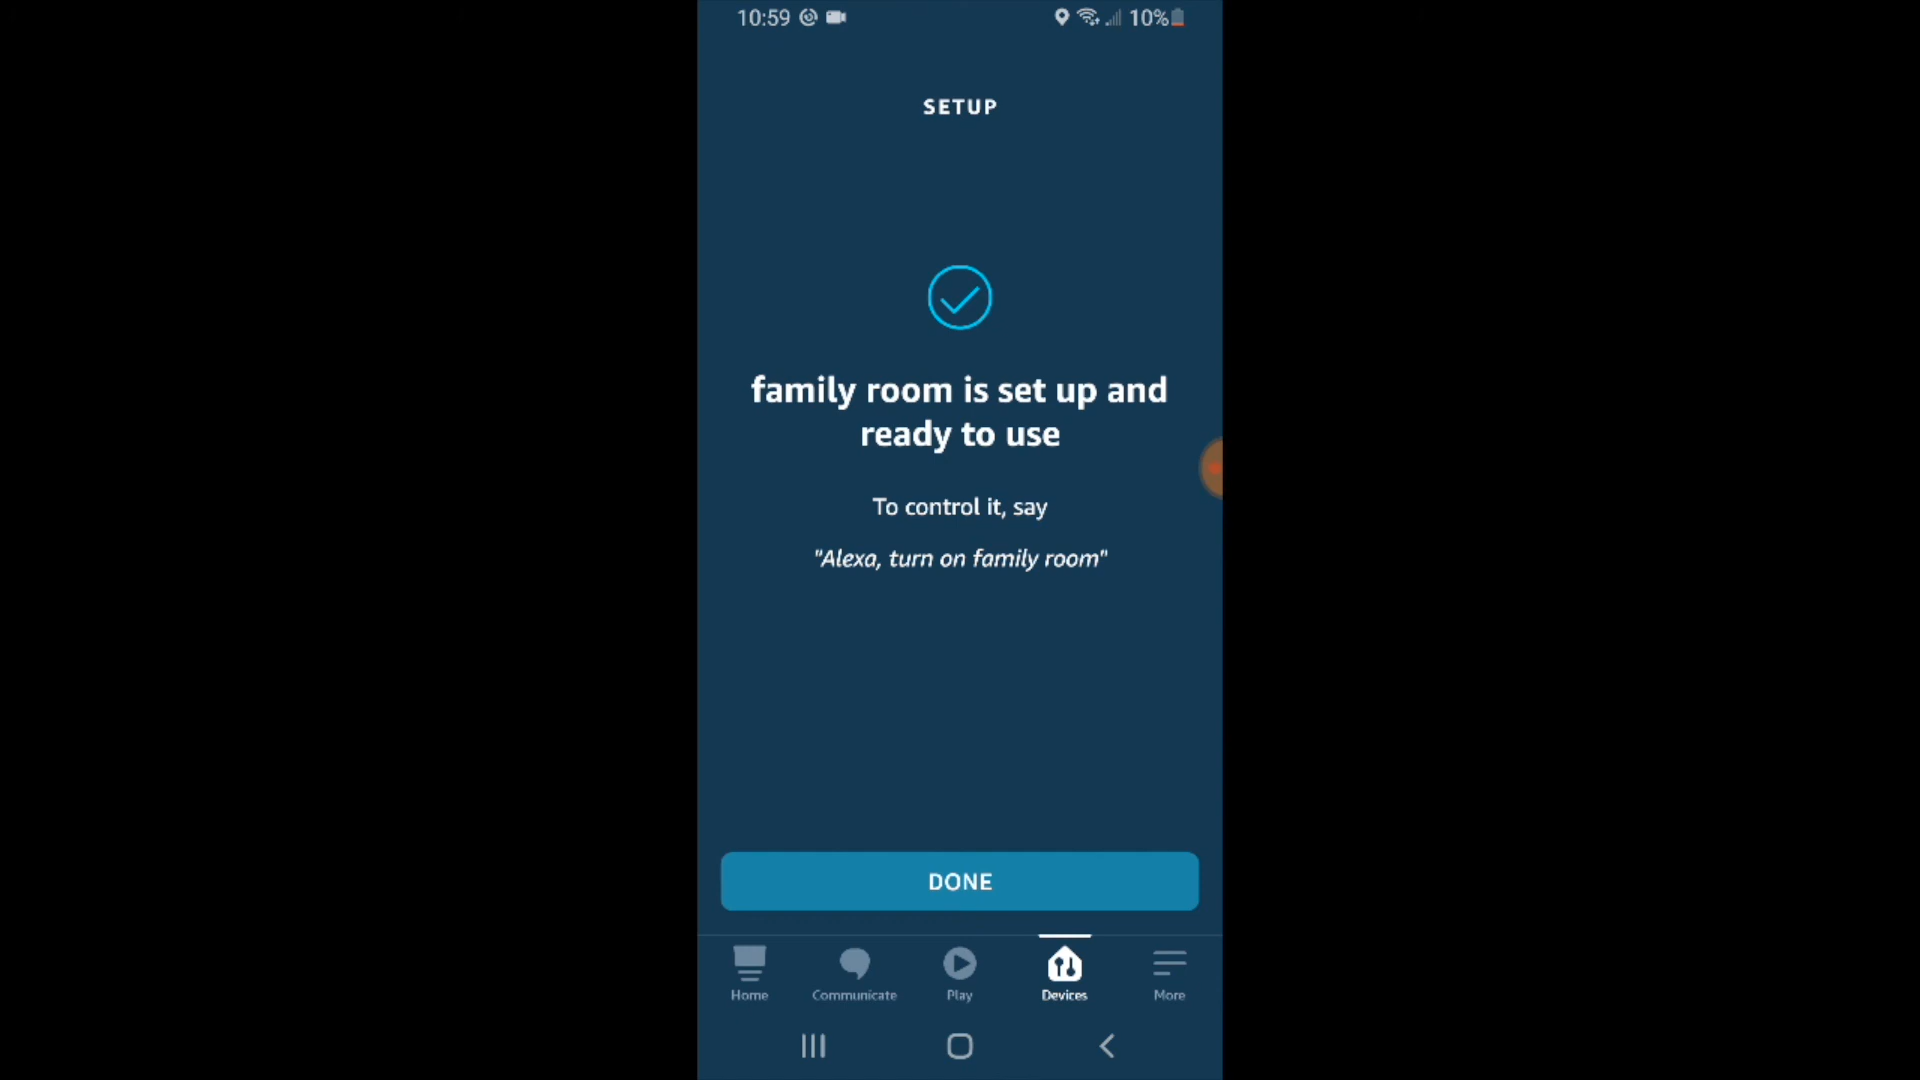 10:59 10%
SETUP
family room is set up and
ready to use
To control it, say
"Alexa, turn on family room"
DONE
Home Communicate Play Devices More